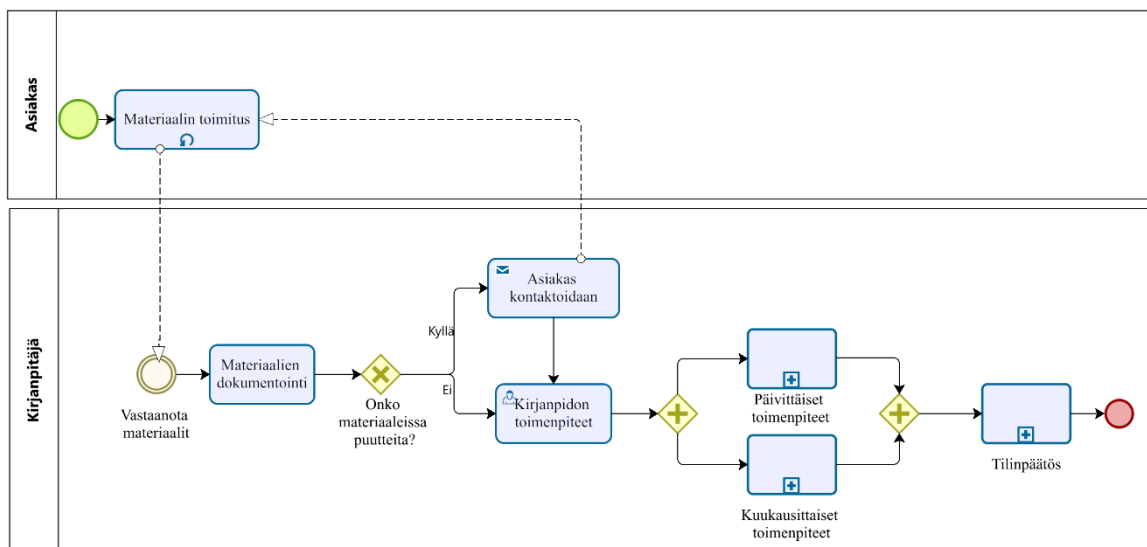 Asiakas
Materiaalin toimitus
Kirjanpitäjä
Vastaanota
materiaalit
Materiaalien
dokumentointi
Onko
materiaaleissa
puutteita?
Kyllä
Ei
Asiakas
kontaktoidaan
Kirjanpidon
toimenpiteet
Päivittäiset
toimenpiteet
Kuukausittaiset
toimenpiteet
Tilinpäätös